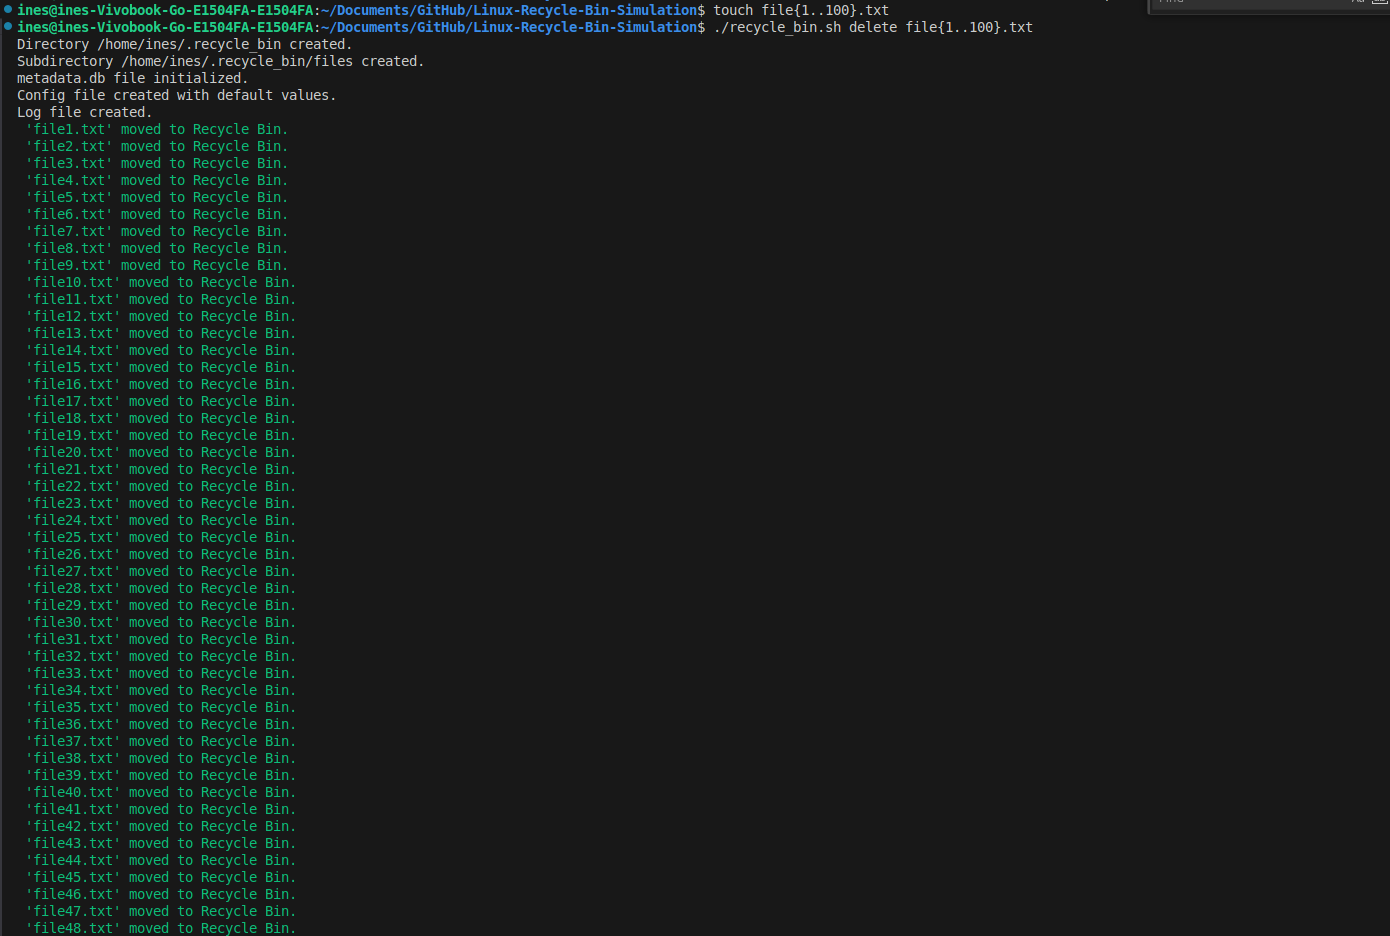 ines@ines-Vivobook-Go-E1504FA-E1504FA:~/Documents/GitHub/Linux-Recycle-Bin-Simulation$ touch file{1..100}.txt
ines@ines-Vivobook-Go-E1504FA-E1504FA:~/Documents/GitHub/Linux-Recycle-Bin-Simulation$ ./recycle_bin.sh delete file{1..100}.txt
Directory /home/ines/.recycle_bin created.
Subdirectory /home/ines/.recycle_bin/files created.
metadata.db file initialized.
Config file created with default values.
Log file created.
'file1.txt' moved to Recycle Bin.
'file2.txt' moved to Recycle Bin.
'file3.txt' moved to Recycle Bin.
'file4.txt' moved to Recycle Bin.
'file5.txt' moved to Recycle Bin.
'file6.txt' moved to Recycle Bin.
'file7.txt' moved to Recycle Bin.
'file8.txt' moved to Recycle Bin.
'file9.txt' moved to Recycle Bin.
'file10.txt' moved to Recycle Bin.
'file11.txt' moved to Recycle Bin.
'file12.txt' moved to Recycle Bin.
'file13.txt' moved to Recycle Bin.
'file14.txt' moved to Recycle Bin.
'file15.txt' moved to Recycle Bin.
'file16.txt' moved to Recycle Bin.
'file17.txt' moved to Recycle Bin.
'file18.txt' moved to Recycle Bin.
'file19.txt' moved to Recycle Bin.
'file20.txt' moved to Recycle Bin.
'file21.txt' moved to Recycle Bin.
'file22.txt' moved to Recycle Bin.
'file23.txt' moved to Recycle Bin.
'file24.txt' moved to Recycle Bin.
'file25.txt' moved to Recycle Bin.
'file26.txt' moved to Recycle Bin.
'file27.txt' moved to Recycle Bin.
'file28.txt' moved to Recycle Bin.
'file29.txt' moved to Recycle Bin.
'file30.txt' moved to Recycle Bin.
'file31.txt' moved to Recycle Bin.
'file32.txt' moved to Recycle Bin.
'file33.txt' moved to Recycle Bin.
'file34.txt' moved to Recycle Bin.
'file35.txt' moved to Recycle Bin.
'file36.txt' moved to Recycle Bin.
'file37.txt' moved to Recycle Bin.
'file38.txt' moved to Recycle Bin.
'file39.txt' moved to Recycle Bin.
'file40.txt' moved to Recycle Bin.
'file41.txt' moved to Recycle Bin.
'file42.txt' moved to Recycle Bin.
'file43.txt' moved to Recycle Bin.
'file44.txt' moved to Recycle Bin.
'file45.txt' moved to Recycle Bin.
'file46.txt' moved to Recycle Bin.
'file47.txt' moved to Recycle Bin.
'file48.txt' moved to Recycle Bin.